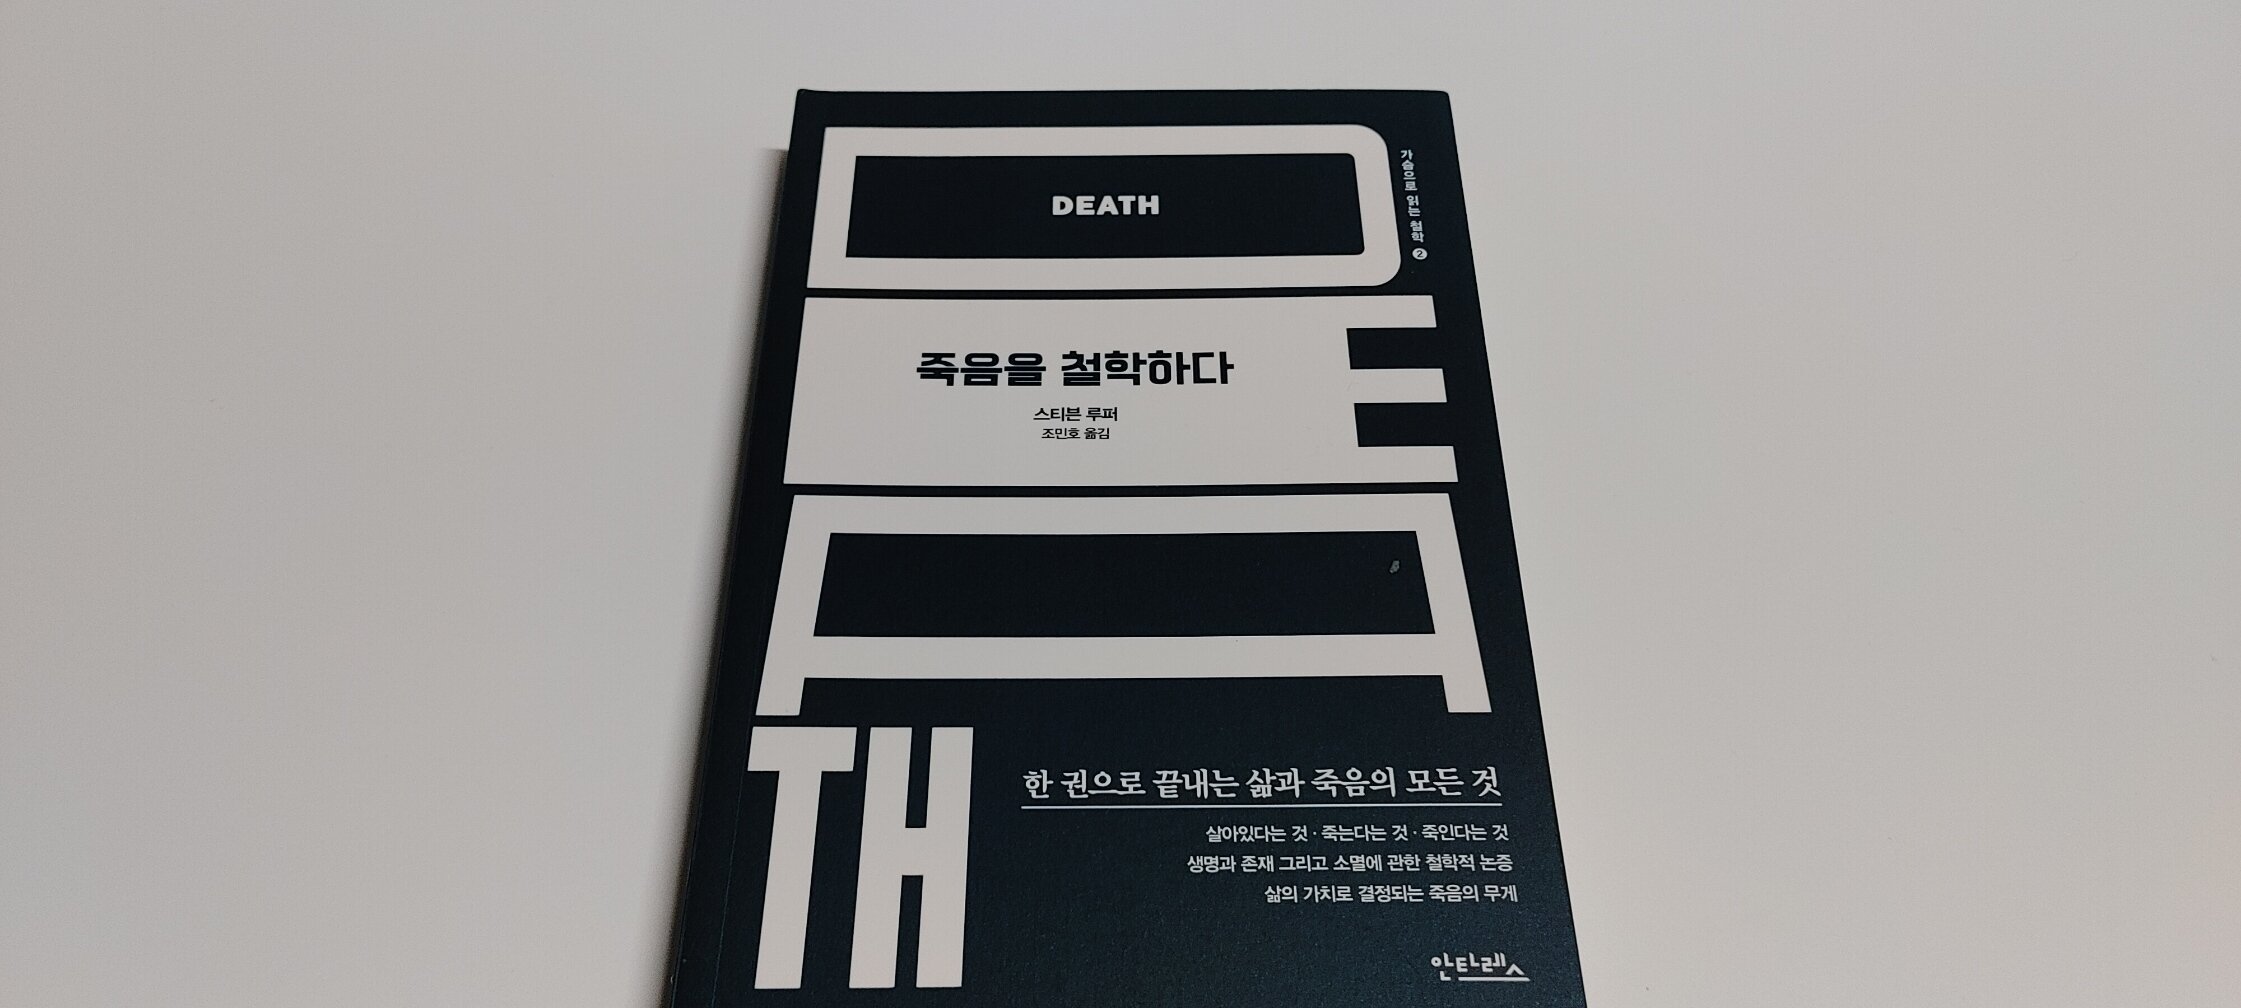 DEATH
가슴으로 읽는 철학 2
죽음을 철학하다
스티븐 루퍼
조민호 옮김
DEATH
한 권으로 끝내는 삶과 죽음의 모든 것
살아있다는 것 · 죽는다는 것 · 죽인다는 것
생명과 존재 그리고 소멸에 관한 철학적 논증
삶의 가치로 결정되는 죽음의 무게
안타레스